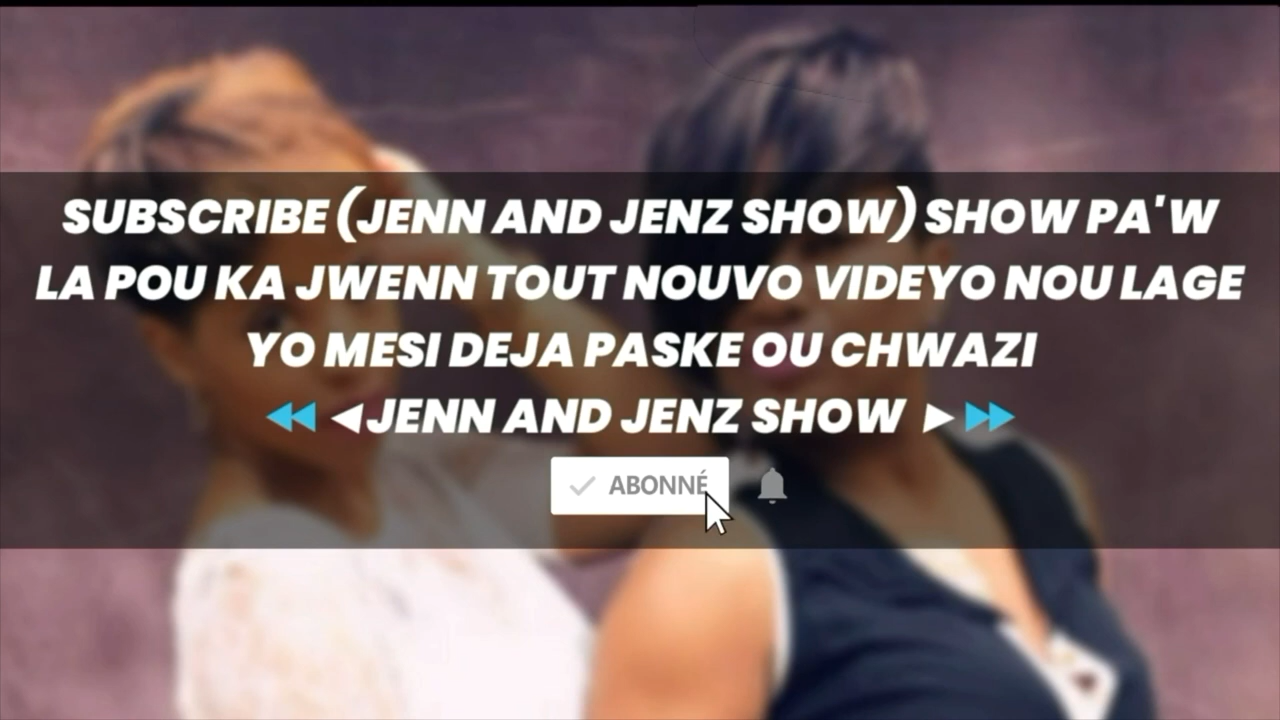 SUBSCRIBE (JENN AND JENZ SHOW) SHOW PA'W
LA POU KA JWENN TOUT NOUVO VIDEYO NOU LAGE
YO MESI DEJA PASKE OU CHWAZI
⏪ ◀JENN AND JENZ SHOW ▶ ⏩
ABONNÉ